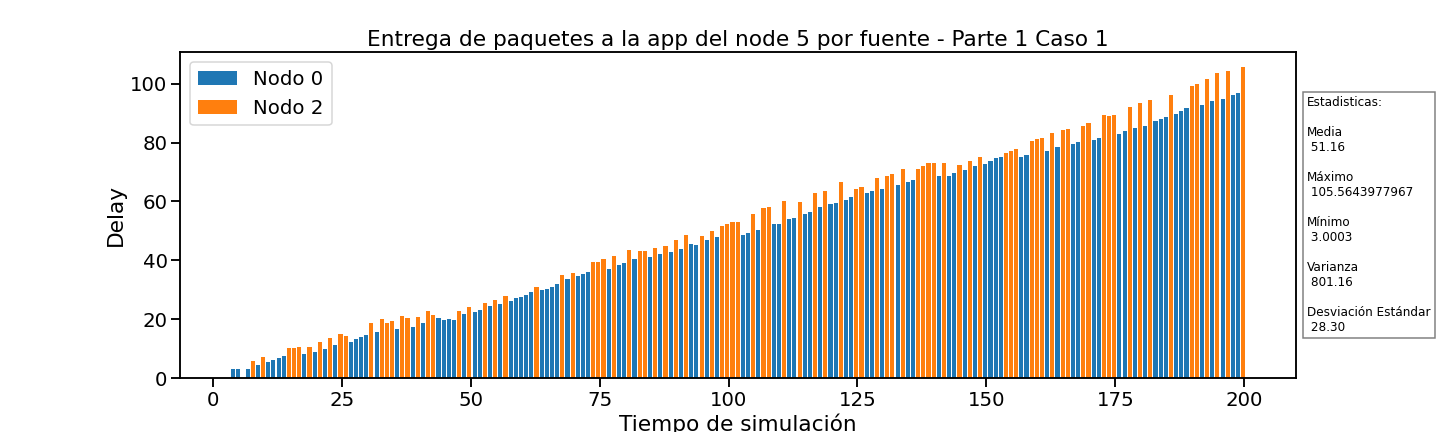 Entrega de paquetes a la app del node 5 por fuente - Parte 1 Caso 1
Nodo 0
Nodo 2
Delay
100
80
60
40
20
0
0 25 50 75 100 125 150 175 200
Tiempo de simulación
Estadisticas:
Media
51.16
Máximo
105.5643977967
Mínimo
3.0003
Varianza
801.16
Desviación Estándar
28.30